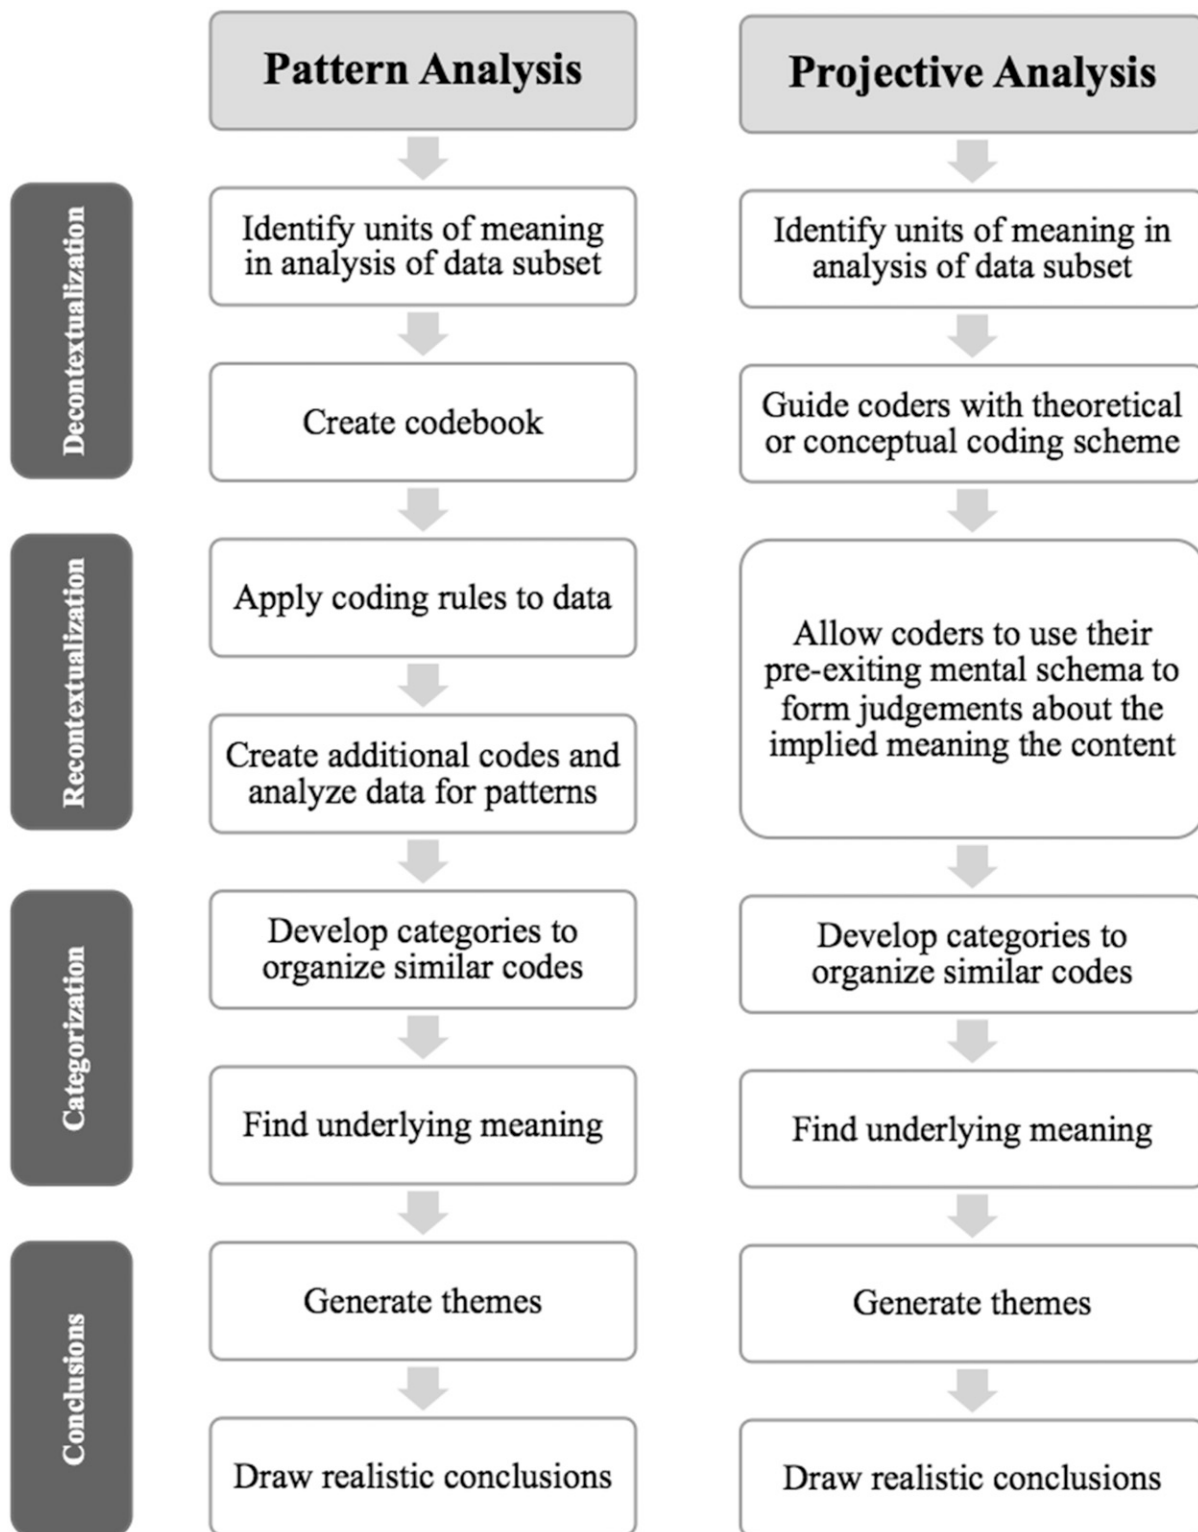 Pattern Analysis
Projective Analysis
Decontextualization
Identify units of meaning
in analysis of data subset
Identify units of meaning in
analysis of data subset
Create codebook
Guide coders with theoretical
or conceptual coding scheme
Recontextualization
Apply coding rules to data
Allow coders to use their
pre-exiting mental schema to
form judgements about the
implied meaning the content
Create additional codes and
analyze data for patterns
Categorization
Develop categories to
organize similar codes
Develop categories to
organize similar codes
Find underlying meaning
Find underlying meaning
Conclusions
Generate themes
Generate themes
Draw realistic conclusions
Draw realistic conclusions